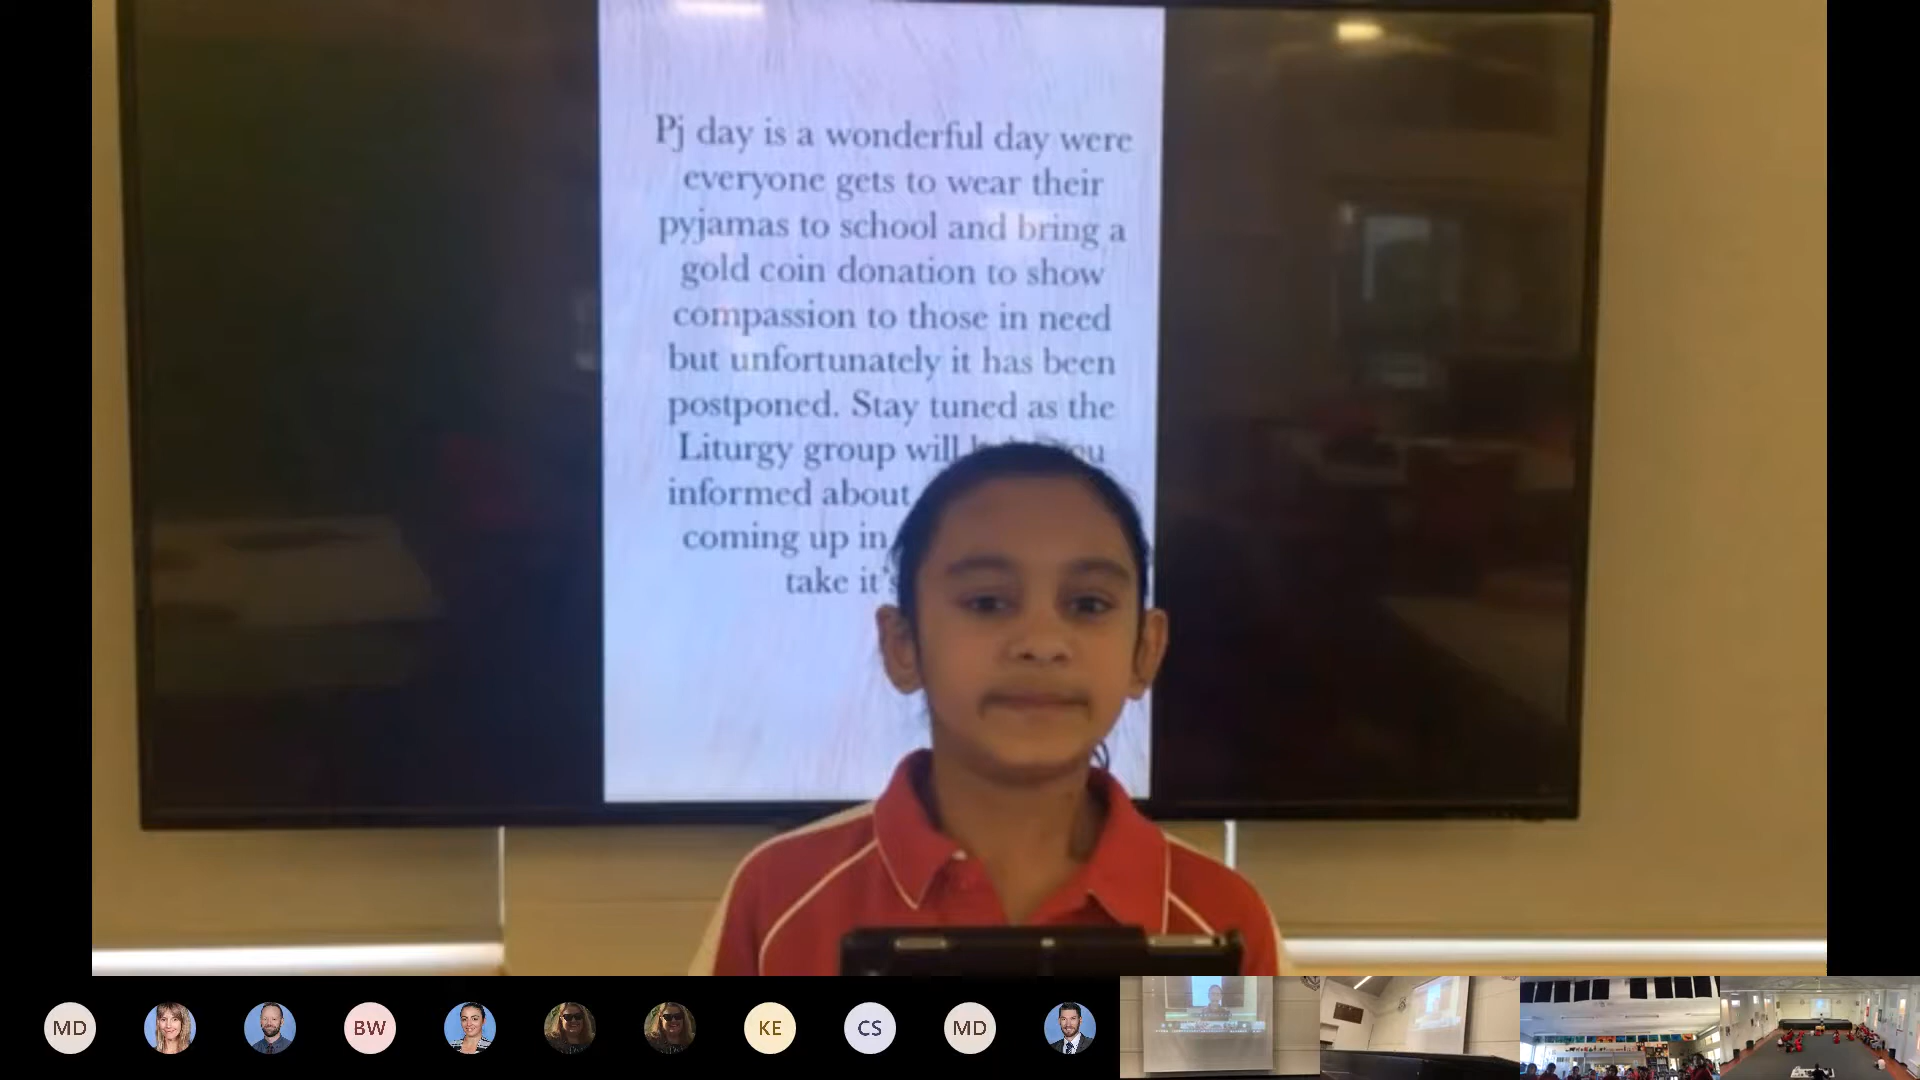 Pj day is a wonderful day were
everyone gets to wear their
pyjamas to school and bring a
gold coin donation to show
compassion to those in need
but unfortunately it has been
postponed. Stay tuned as the
Liturgy group will
informed about
coming up in
take it's
MD
BW
KE
CS
MD